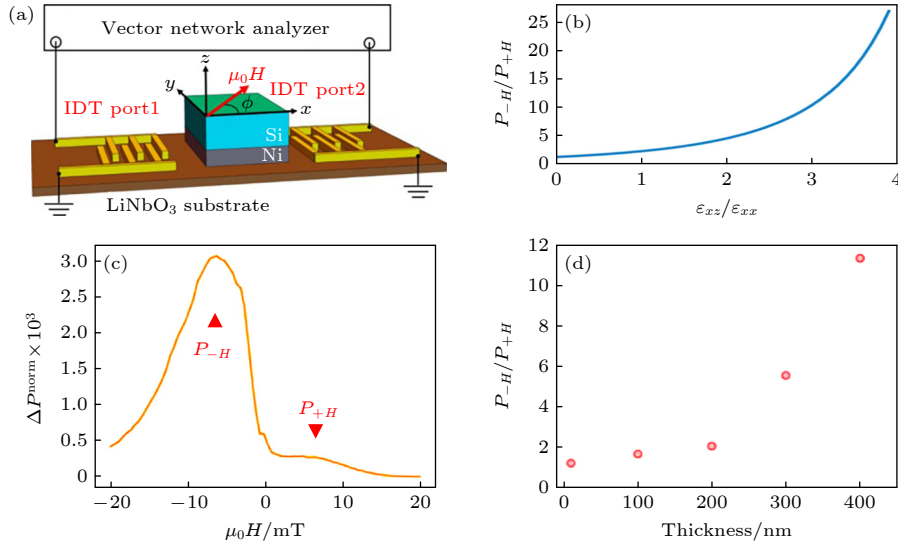 (a)
Vector network analyzer
z
μ₀H
y
IDT port1
IDT port2
ϕ
x
Si
Ni
LiNbO₃ substrate
(b)
P₋H/P₊H
25
20
15
10
5
0
0 1 2 3 4
εxz/εxx
(c)
ΔPⁿᵒʳᵐ×10³
3.0
2.5
2.0
1.5
1.0
0.5
0
P₋H
P₊H
−20 −10 0 10 20
μ₀H/mT
(d)
P₋H/P₊H
12
10
8
6
4
2
0
0 100 200 300 400
Thickness/nm